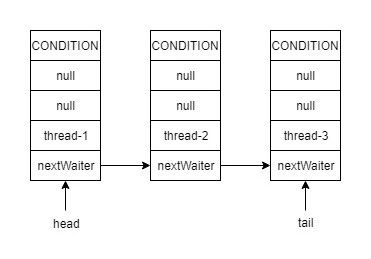 CONDITION CONDITION CONDITION
null null null
null null null
thread-1 thread-2 thread-3
nextWaiter nextWaiter nextWaiter
head tail